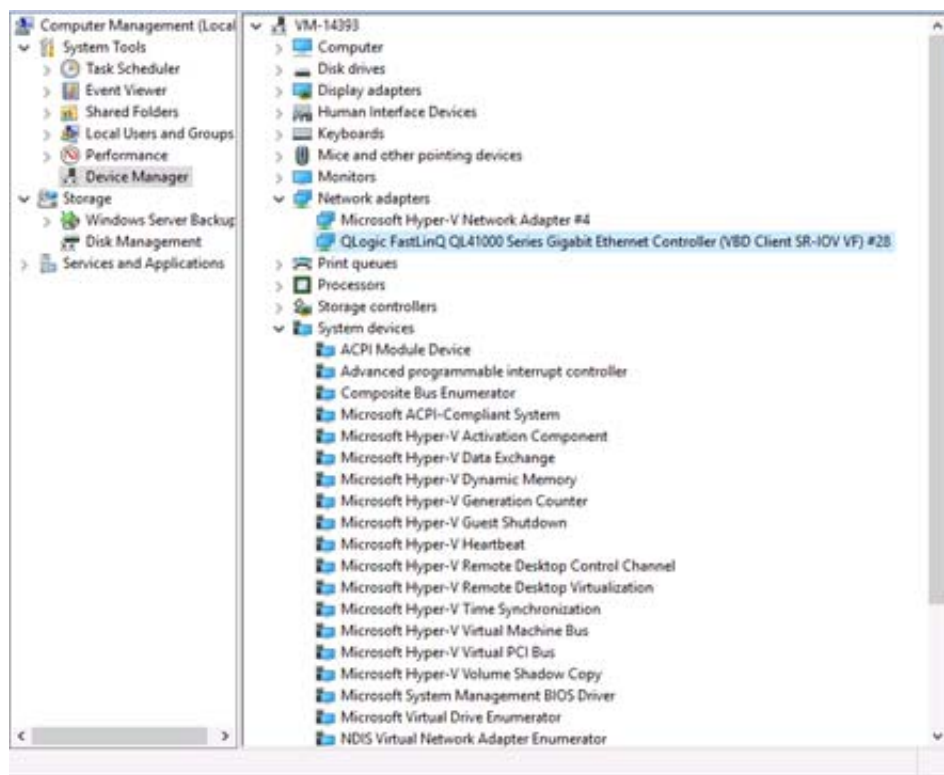 Computer Management (Local
System Tools
Task Scheduler
Event Viewer
Shared Folders
Local Users and Groups
Performance
Device Manager
Storage
Windows Server Backup
Disk Management
Services and Applications
VM-14393
Computer
Disk drives
Display adapters
Human Interface Devices
Keyboards
Mice and other pointing devices
Monitors
Network adapters
Microsoft Hyper-V Network Adapter #4
QLogic FastLinQ QL41000 Series Gigabit Ethernet Controller (VBD Client SR-IOV VF) #28
Print queues
Processors
Storage controllers
System devices
ACPI Module Device
Advanced programmable interrupt controller
Composite Bus Enumerator
Microsoft ACPI-Compliant System
Microsoft Hyper-V Activation Component
Microsoft Hyper-V Data Exchange
Microsoft Hyper-V Dynamic Memory
Microsoft Hyper-V Generation Counter
Microsoft Hyper-V Guest Shutdown
Microsoft Hyper-V Heartbeat
Microsoft Hyper-V Remote Desktop Control Channel
Microsoft Hyper-V Remote Desktop Virtualization
Microsoft Hyper-V Time Synchronization
Microsoft Hyper-V Virtual Machine Bus
Microsoft Hyper-V Virtual PCI Bus
Microsoft Hyper-V Volume Shadow Copy
Microsoft System Management BIOS Driver
Microsoft Virtual Drive Enumerator
NDIS Virtual Network Adapter Enumerator